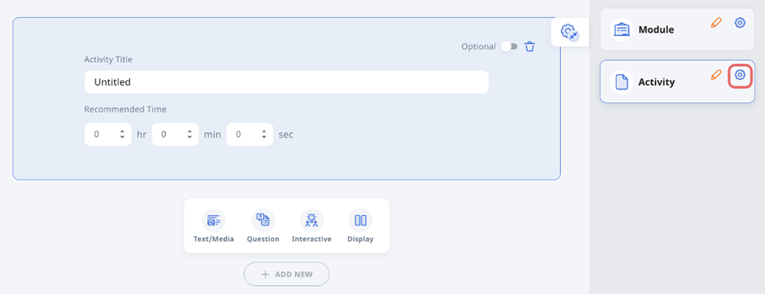 Optional
Activity Title
Untitled
Recommended Time
0 hr 0 min 0 sec
Text/Media Question Interactive Display
+ ADD NEW
Module
Activity